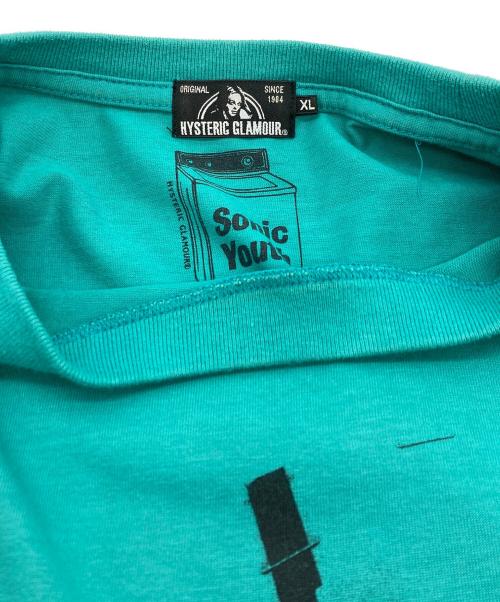 ORIGINAL SINCE 1984
HYSTERIC GLAMOUR®
XL
HYSTERIC GLAMOUR®
Sonic
Youth